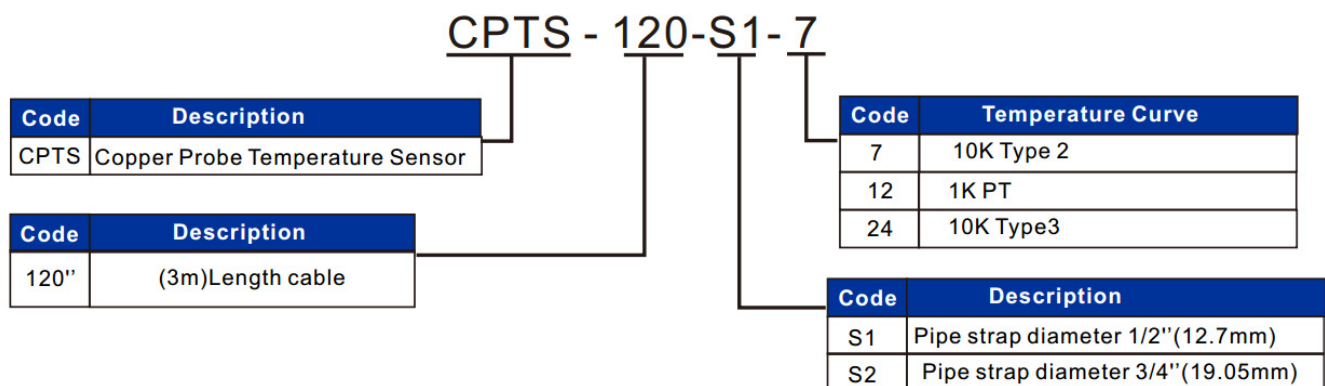 CPTS - 120-S1- 7
Code Description
CPTS Copper Probe Temperature Sensor
Code Description
120'' (3m)Length cable
Code Temperature Curve
7 10K Type 2
12 1K PT
24 10K Type3
Code Description
S1 Pipe strap diameter 1/2''(12.7mm)
S2 Pipe strap diameter 3/4''(19.05mm)